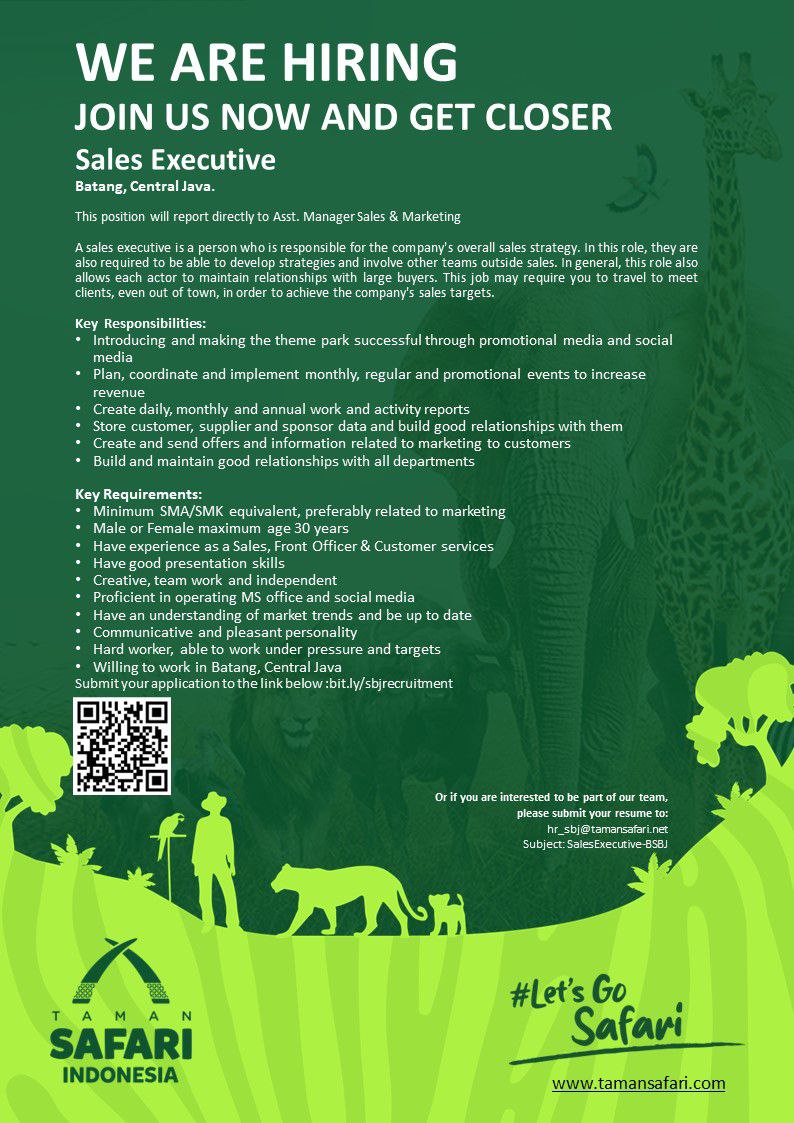 WE ARE HIRING
JOIN US NOW AND GET CLOSER
Sales Executive
Batang, Central Java.
This position will report directly to Asst. Manager Sales & Marketing
A sales executive is a person who is responsible for the company's overall sales strategy. In this role, they are
also required to be able to develop strategies and involve other teams outside sales. In general, this role also
allows each actor to maintain relationships with large buyers. This job may require you to travel to meet
clients, even out of town, in order to achieve the company's sales targets.
Key Responsibilities:
• Introducing and making the theme park successful through promotional media and social
media
• Plan, coordinate and implement monthly, regular and promotional events to increase
revenue
• Create daily, monthly and annual work and activity reports
• Store customer, supplier and sponsor data and build good relationships with them
• Create and send offers and information related to marketing to customers
• Build and maintain good relationships with all departments
Key Requirements:
• Minimum SMA/SMK equivalent, preferably related to marketing
• Male or Female maximum age 30 years
• Have experience as a Sales, Front Officer & Customer services
• Have good presentation skills
• Creative, team work and independent
• Proficient in operating MS office and social media
• Have an understanding of market trends and be up to date
• Communicative and pleasant personality
• Hard worker, able to work under pressure and targets
• Willing to work in Batang, Central Java
Submit your application to the link below :bit.ly/sbjrecruitment
Or if you are interested to be part of our team,
please submit your resume to:
hr_sbj@tamansafari.net
Subject: SalesExecutive-BSBJ
TAMAN
SAFARI
INDONESIA
#Let's Go
Safari
www.tamansafari.com